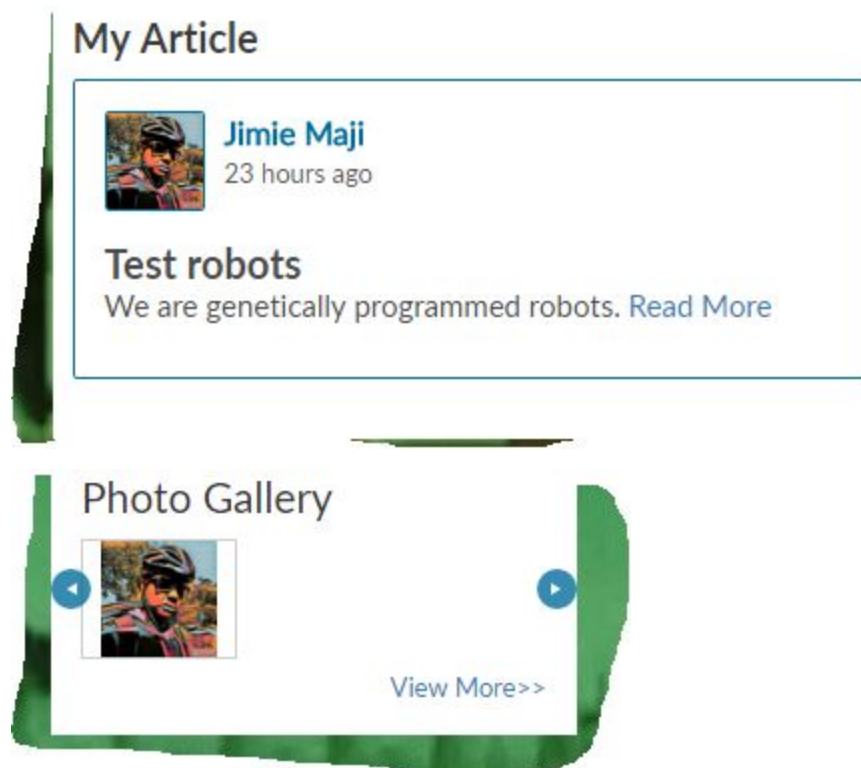 My Article
Jimie Maji
23 hours ago
Test robots
We are genetically programmed robots. Read More
Photo Gallery
View More>>